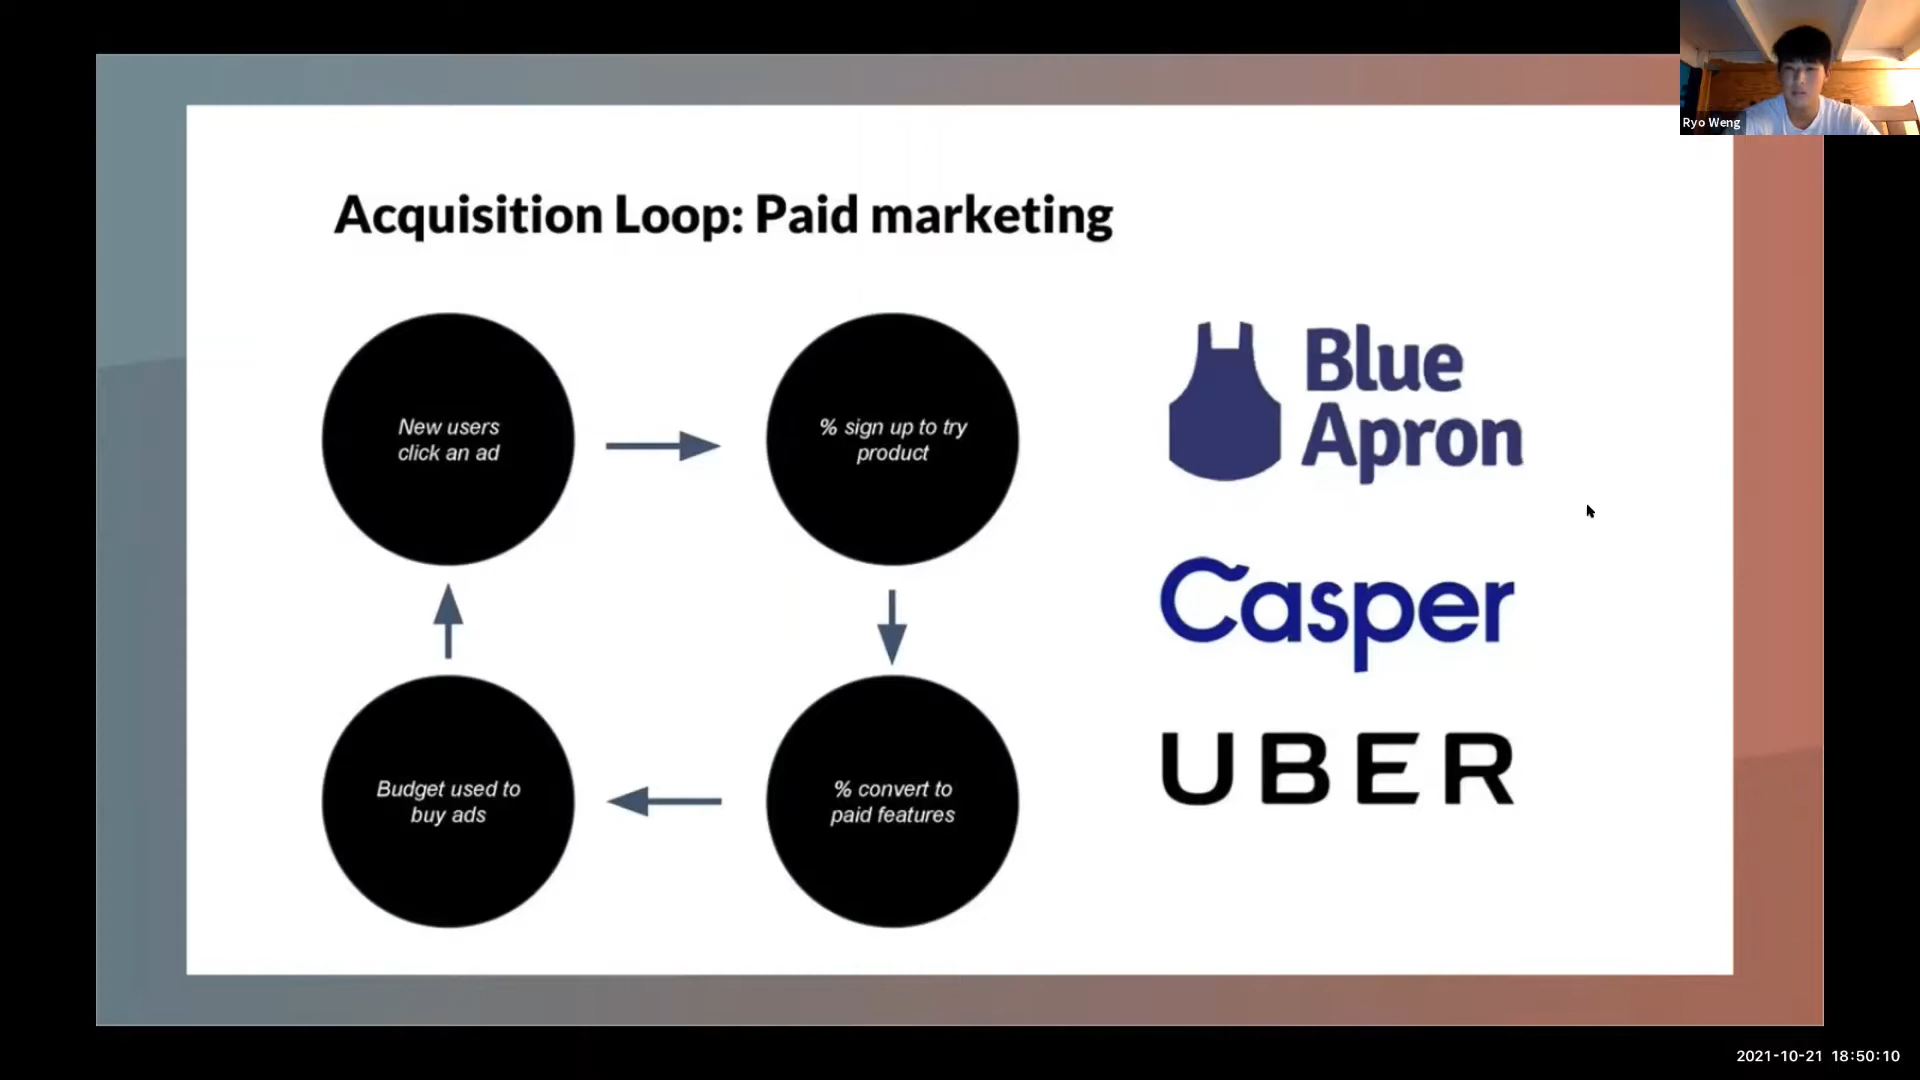 Ryo Weng
Acquisition Loop: Paid marketing
New users
click an ad
% sign up to try
product
Blue
Apron
Casper
Budget used to
buy ads
% convert to
paid features
UBER
2021-10-21 18:50:10